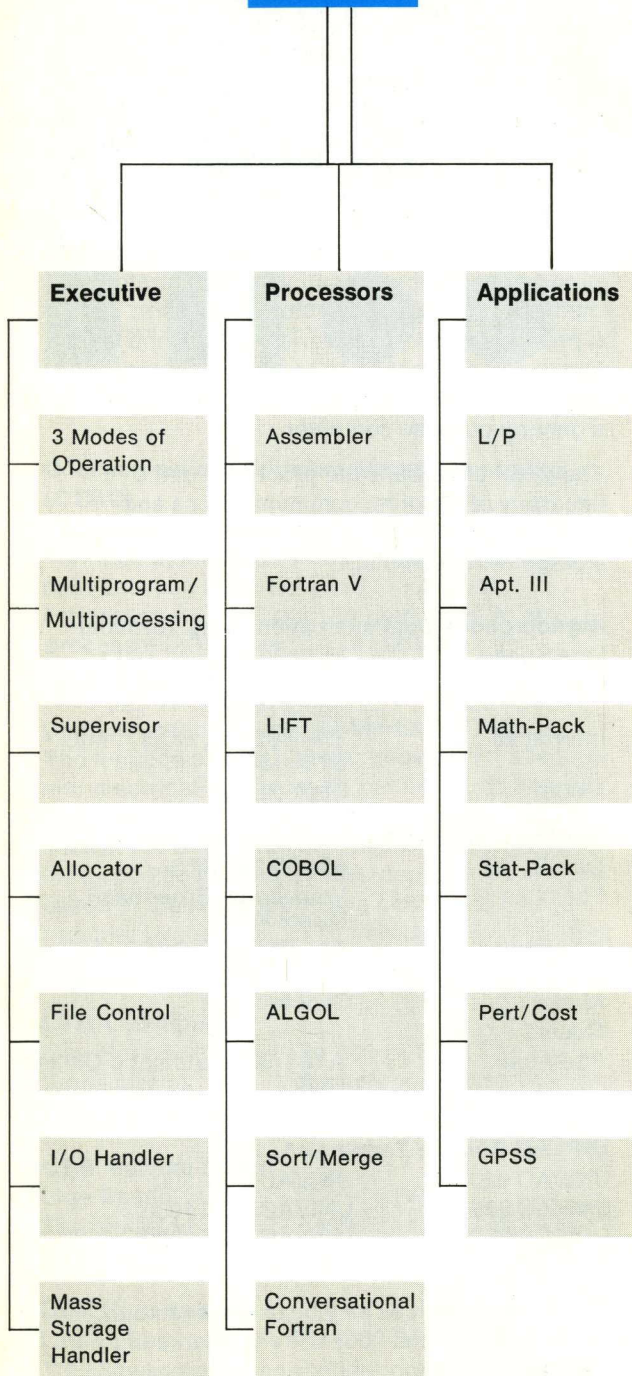 Executive
3 Modes of
Operation
Multiprogram/
Multiprocessing
Supervisor
Allocator
File Control
I/O Handler
Mass
Storage
Handler
Processors
Assembler
Fortran V
LIFT
COBOL
ALGOL
Sort/Merge
Conversational
Fortran
Applications
L/P
Apt. III
Math-Pack
Stat-Pack
Pert/Cost
GPSS